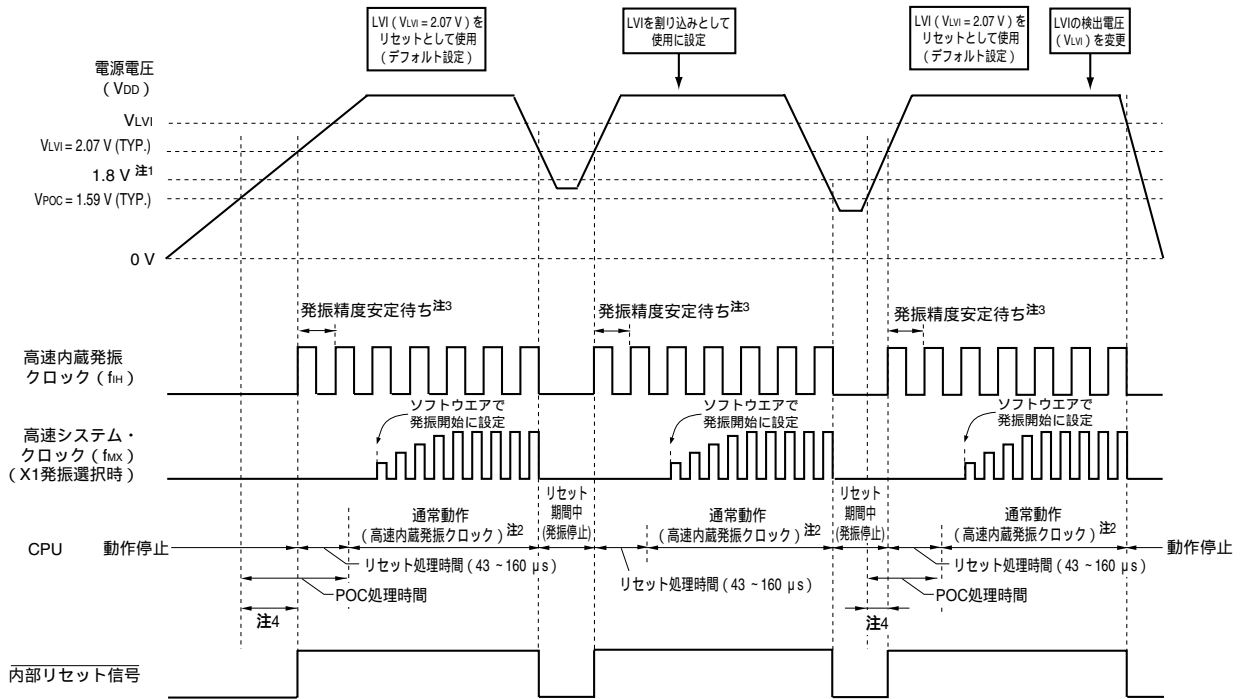 LVI（VLVI = 2.07 V）を
リセットとして使用
（デフォルト設定）
LVIを割り込みとして
使用に設定
LVI（VLVI = 2.07 V）を
リセットとして使用
（デフォルト設定）
LVIの検出電圧
（VLVI）を変更
電源電圧
（VDD）
VLVI
VLVI = 2.07 V (TYP.)
1.8 V 注1
VPOC = 1.59 V (TYP.)
0 V
発振精度安定待ち注3
発振精度安定待ち注3
発振精度安定待ち注3
高速内蔵発振
クロック（fIH）
ソフトウエアで
発振開始に設定
ソフトウエアで
発振開始に設定
ソフトウエアで
発振開始に設定
高速システム・
クロック（fMX）
（X1発振選択時）
リセット
期間中
(発振停止)
リセット
期間中
(発振停止)
通常動作
(高速内蔵発振クロック)注2
通常動作
(高速内蔵発振クロック)注2
通常動作
(高速内蔵発振クロック)注2
CPU
動作停止
動作停止
リセット処理時間（43 ~ 160 μs）
リセット処理時間（43 ~ 160 μs）
リセット処理時間（43 ~ 160 μs）
POC処理時間
POC処理時間
注4
注4
内部リセット信号